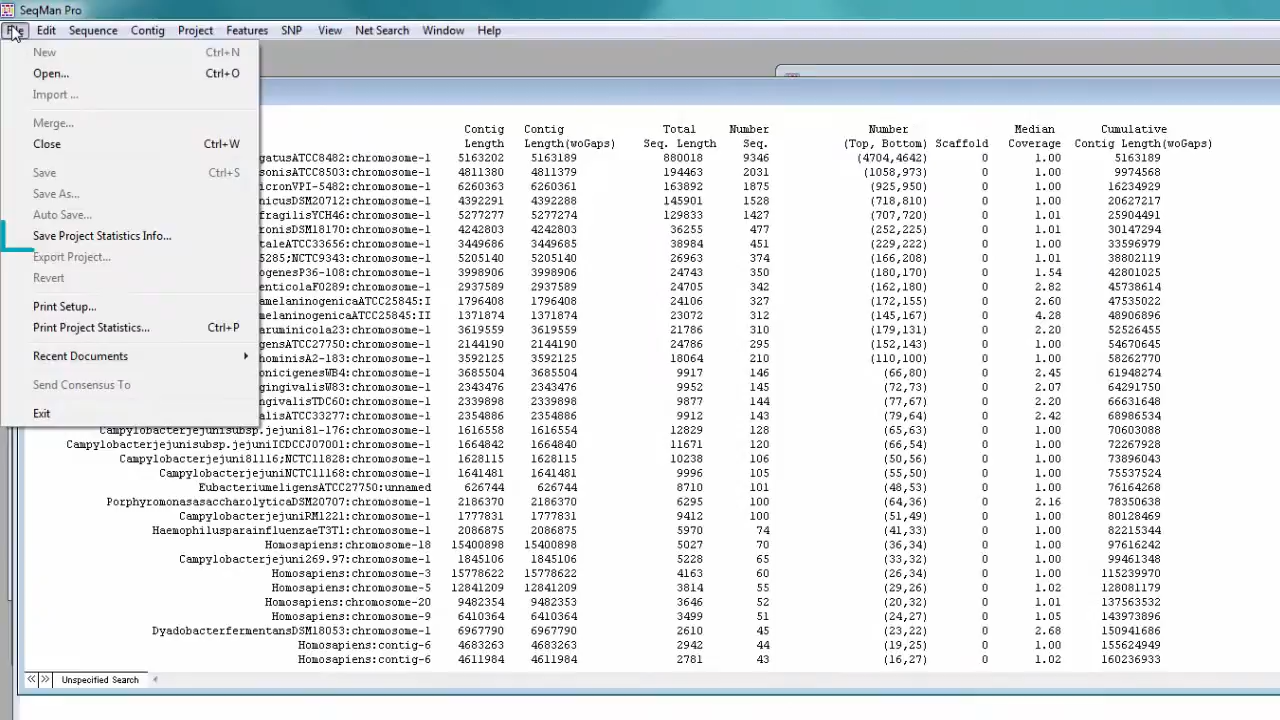 SeqMan Pro
File Edit Sequence Contig Project Features SNP View Net Search Window Help
New Ctrl+N
Open... Ctrl+O
Import ...
Merge...
Close Ctrl+W
Save Ctrl+S
Save As...
Auto Save...
Save Project Statistics Info...
Export Project...
Revert
Print Setup...
Print Project Statistics... Ctrl+P
Recent Documents
Send Consensus To
Exit
Contig Contig Total Number Number Median Cumulative
Length Length(woGaps) Seq. Length Seq. (Top, Bottom) Scaffold Coverage Contig Length(woGaps)
gatusATCC8482:chromosome-1 5163202 5163189 880018 9346 (4704,4642) 0 1.00 5163189
sonisATCC8503:chromosome-1 4811380 4811379 194463 2031 (1058,973) 0 1.00 9974568
icronVPI-5482:chromosome-1 6260363 6260361 163892 1875 (925,950) 0 1.00 16234929
nicusDSM20712:chromosome-1 4392291 4392288 145901 1528 (718,810) 0 1.00 20627217
fragilisYCH46:chromosome-1 5277277 5277274 129833 1427 (707,720) 0 1.01 25904491
ronisDSM18170:chromosome-1 4242803 4242803 36255 477 (252,225) 0 1.01 30147294
taleATCC33656:chromosome-1 3449686 3449685 38984 451 (229,222) 0 1.00 33596979
5285;NCTC9343:chromosome-1 5205140 5205140 26963 374 (166,208) 0 1.01 38802119
ogenesP36-108:chromosome-1 3998906 3998906 24743 350 (180,170) 0 1.54 42801025
enticolaF0289:chromosome-1 2937589 2937589 24705 342 (162,180) 0 2.82 45738614
melaninogenicaATCC25845:I 1796408 1796408 24106 327 (172,155) 0 2.60 47535022
melaninogenicaATCC25845:II 1371874 1371874 23072 312 (145,167) 0 4.28 48906896
aruminicola23:chromosome-1 3619559 3619559 21786 310 (179,131) 0 2.20 52526455
gensATCC27750:chromosome-1 2144190 2144190 24786 295 (152,143) 0 1.00 54670645
hominisA2-183:chromosome-1 3592125 3592125 18064 210 (110,100) 0 1.00 58262770
onicigenesWB4:chromosome-1 3685504 3685504 9917 146 (66,80) 0 2.45 61948274
gingivalisW83:chromosome-1 2343476 2343476 9952 145 (72,73) 0 2.07 64291750
ngivalisTDC60:chromosome-1 2339898 2339898 9877 144 (77,67) 0 2.20 66631648
alisATCC33277:chromosome-1 2354886 2354886 9912 143 (79,64) 0 2.42 68986534
Campylobacterjejunisubsp.jejuni81-176:chromosome-1 1616558 1616554 12829 128 (65,63) 0 1.00 70603088
Campylobacterjejunisubsp.jejuniICDCCJ07001:chromosome-1 1664842 1664840 11671 120 (66,54) 0 1.00 72267928
Campylobacterjejuni81116;NCTC11828:chromosome-1 1628115 1628115 10238 106 (50,56) 0 1.00 73896043
CampylobacterjejuniNCTC11168:chromosome-1 1641481 1641481 9996 105 (55,50) 0 1.00 75537524
EubacteriumeligensATCC27750:unnamed 626744 626744 8710 101 (48,53) 0 1.00 76164268
PorphyromonasasaccharolyticaDSM20707:chromosome-1 2186370 2186370 6295 100 (64,36) 0 2.16 78350638
CampylobacterjejuniRM1221:chromosome-1 1777831 1777831 9412 100 (51,49) 0 1.00 80128469
HaemophilusparainfluenzaeT3T1:chromosome-1 2086875 2086875 5970 74 (41,33) 0 1.00 82215344
Homosapiens:chromosome-18 15400898 15400898 5027 70 (36,34) 0 1.00 97616242
Campylobacterjejuni269.97:chromosome-1 1845106 1845106 5228 65 (33,32) 0 1.00 99461348
Homosapiens:chromosome-3 15778622 15778622 4163 60 (26,34) 0 1.00 115239970
Homosapiens:chromosome-5 12841209 12841209 3814 55 (29,26) 0 1.02 128081179
Homosapiens:chromosome-20 9482354 9482353 3646 52 (20,32) 0 1.01 137563532
Homosapiens:chromosome-9 6410364 6410364 3499 51 (24,27) 0 1.05 143973896
DyadobacterfermentansDSM18053:chromosome-1 6967790 6967790 2610 45 (23,22) 0 2.68 150941686
Homosapiens:contig-6 4683263 4683263 2942 44 (19,25) 0 1.00 155624949
Homosapiens:contig-6 4611984 4611984 2781 43 (16,27) 0 1.02 160236933
Unspecified Search